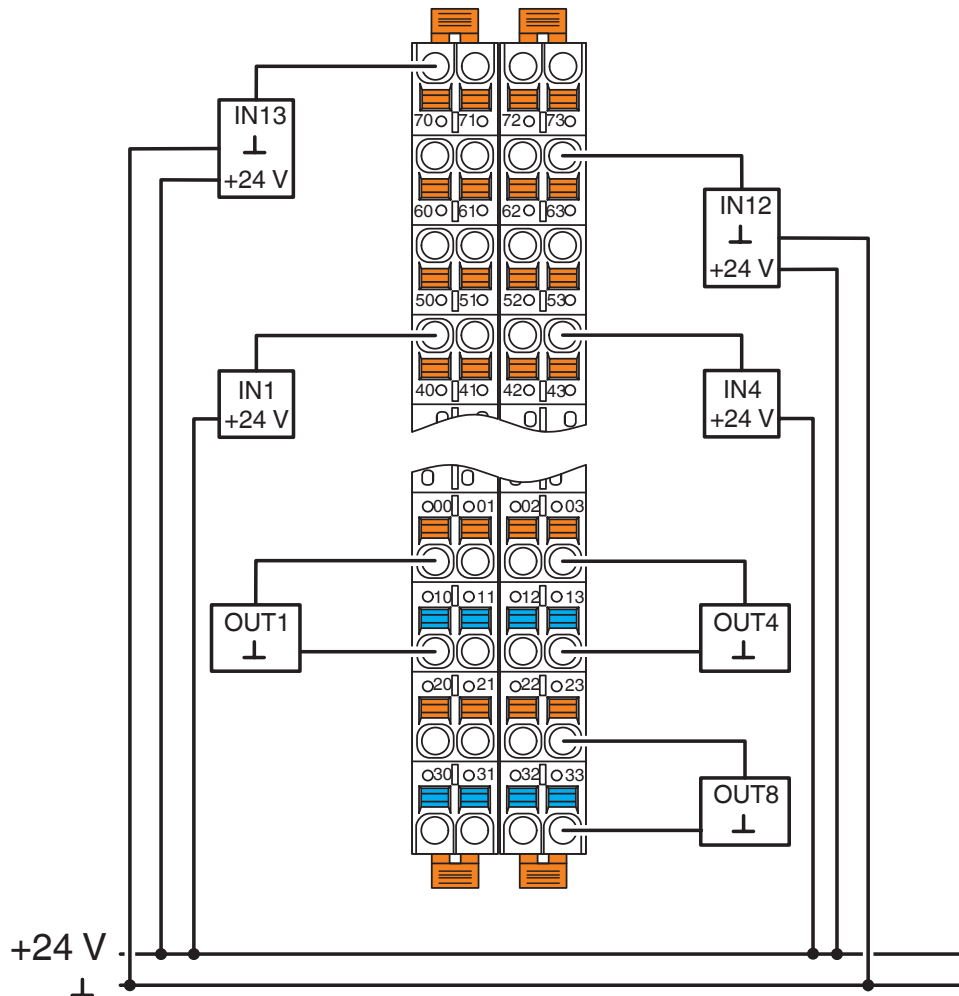 IN13
⊥
+24 V
70 71 72 73
60 61 62 63
IN12
⊥
+24 V
50 51 52 53
IN1
+24 V
40 41 42 43
IN4
+24 V
00 01 02 03
OUT1
⊥
10 11 12 13
OUT4
⊥
20 21 22 23
30 31 32 33
OUT8
⊥
+24 V
⊥